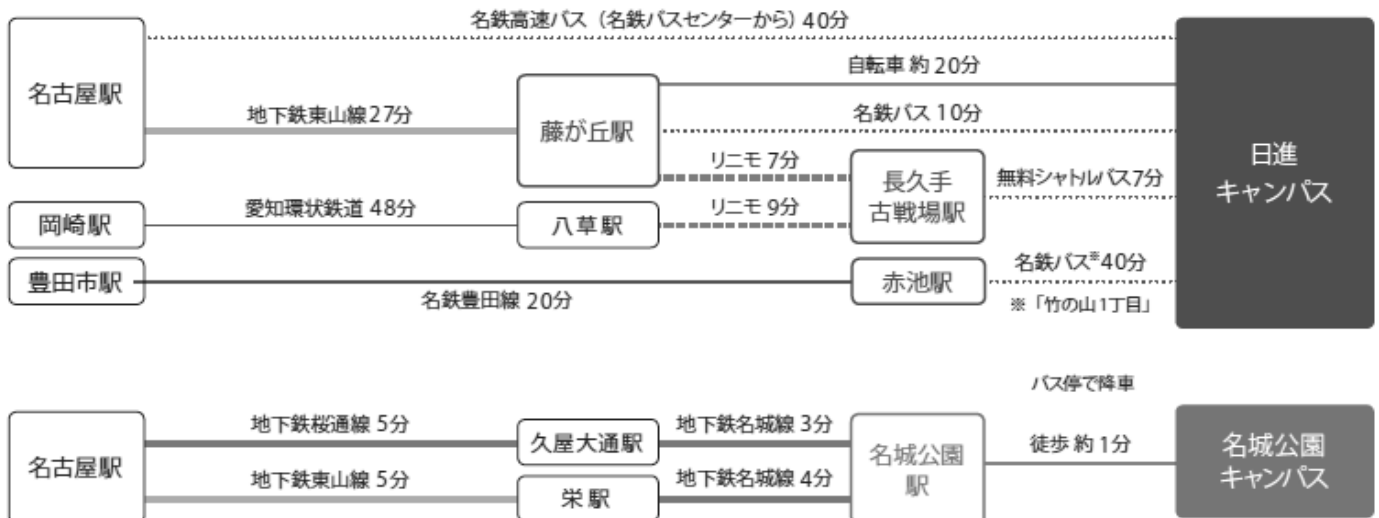 名鉄高速バス（名鉄バスセンターから）40分
名古屋駅
地下鉄東山線27分
藤が丘駅
自転車 約20分
名鉄バス 10分
リニモ 7分
長久手
古戦場駅
無料シャトルバス7分
日進
キャンパス
岡崎駅
愛知環状鉄道 48分
八草駅
リニモ 9分
豊田市駅
名鉄豊田線 20分
赤池駅
名鉄バス※40分
※「竹の山1丁目」
バス停で降車
名古屋駅
地下鉄桜通線 5分
久屋大通駅
地下鉄名城線 3分
地下鉄東山線 5分
栄駅
地下鉄名城線 4分
名城公園
駅
徒歩 約1分
名城公園
キャンパス